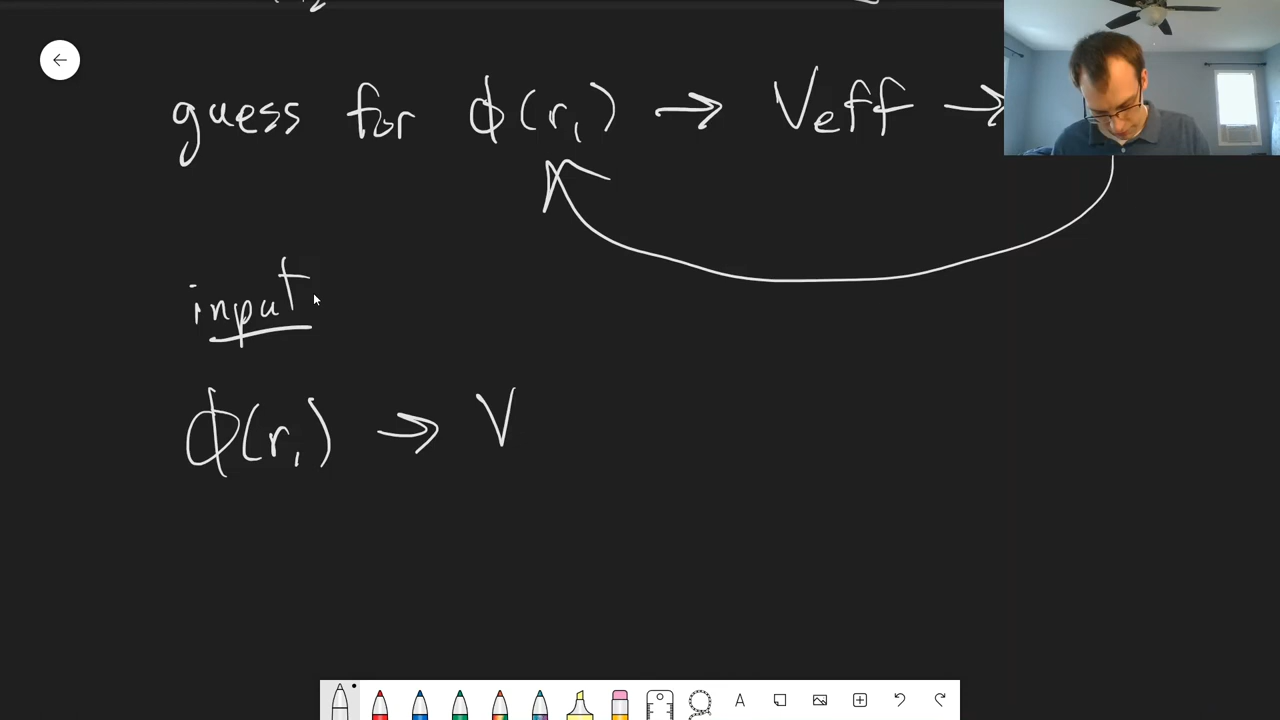 guess for ϕ(r₁) → Veff →
input
ϕ(r₁) → V
A